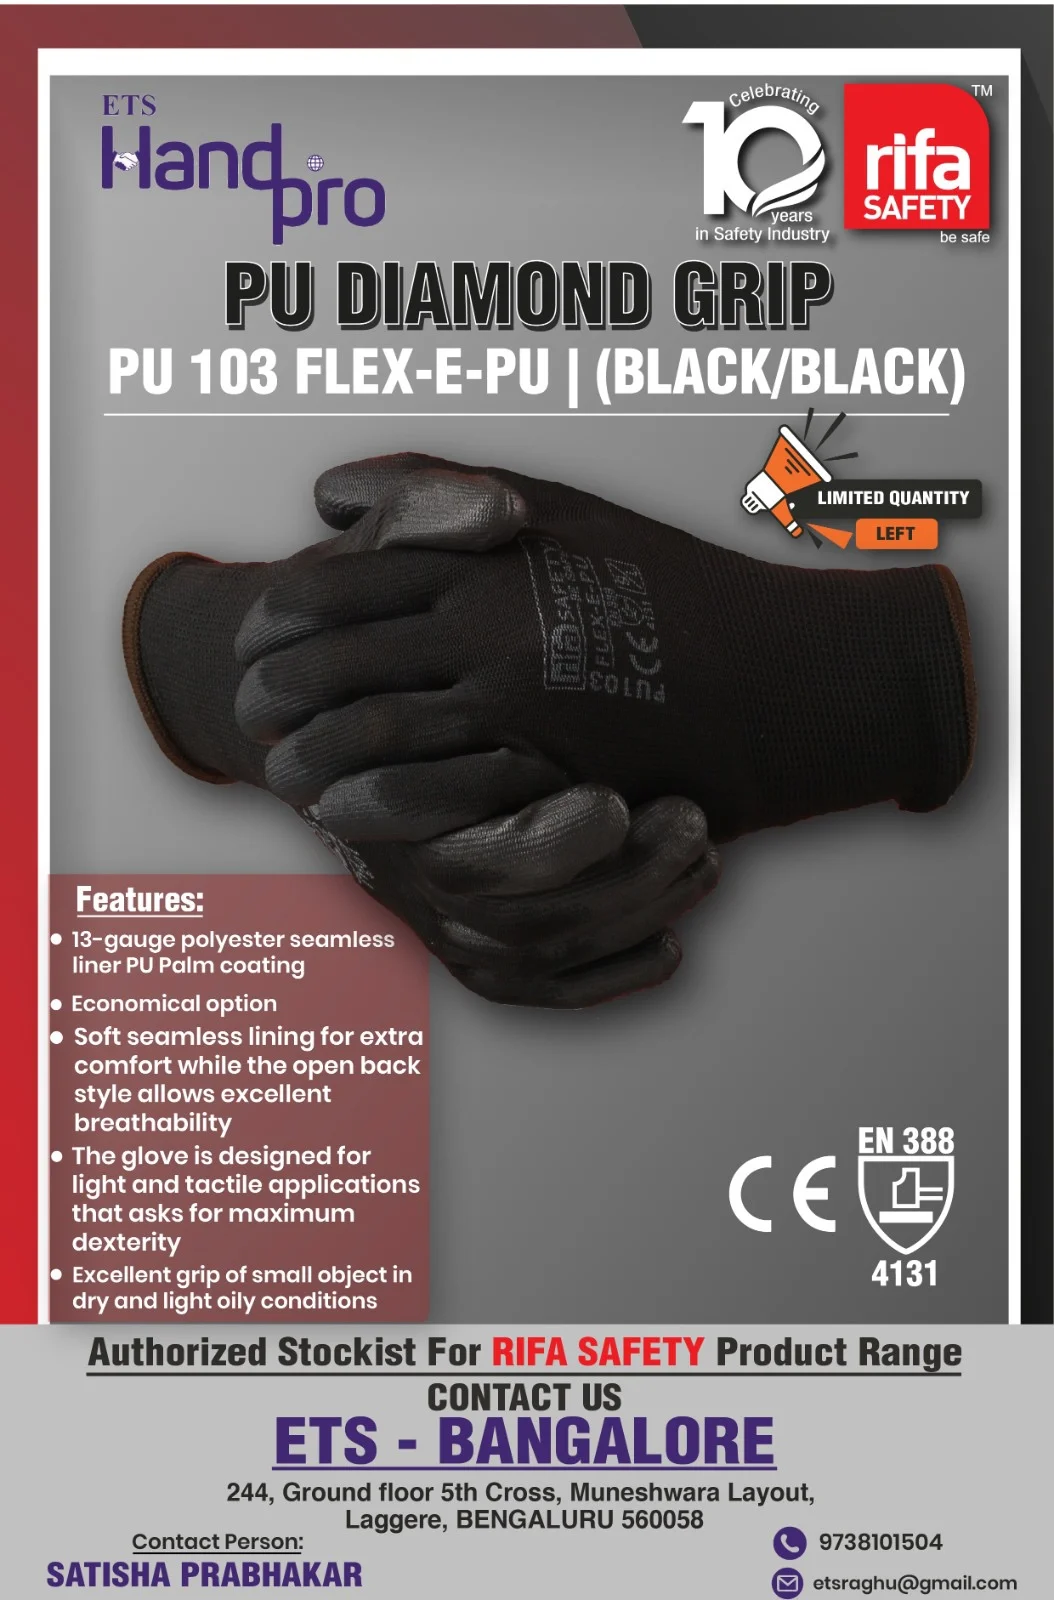 ETS
Hand
pro
Celebrating
10
years
in Safety Industry
TM
rifa
SAFETY
be safe
PU DIAMOND GRIP
PU 103 FLEX-E-PU | (BLACK/BLACK)
LIMITED QUANTITY
LEFT
SAFETY
FLEX-E-PU
CE
PU103
Features:
• 13-gauge polyester seamless
liner PU Palm coating
• Economical option
• Soft seamless lining for extra
comfort while the open back
style allows excellent
breathability
• The glove is designed for
light and tactile applications
that asks for maximum
dexterity
• Excellent grip of small object in
dry and light oily conditions
CE
EN 388
4131
Authorized Stockist For RIFA SAFETY Product Range
CONTACT US
ETS - BANGALORE
244, Ground floor 5th Cross, Muneshwara Layout,
Laggere, BENGALURU 560058
Contact Person:
SATISHA PRABHAKAR
9738101504
etsraghu@gmail.com